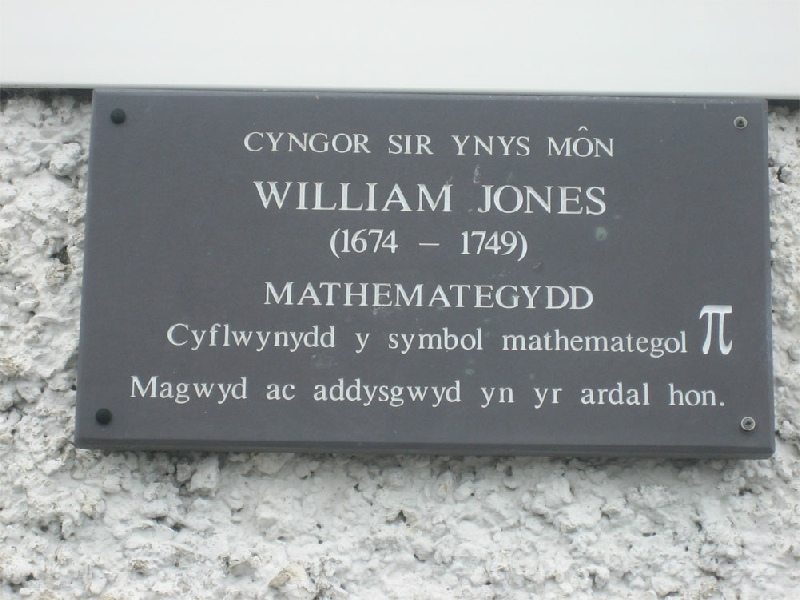 CYNGOR SIR YNYS MÔN
WILLIAM JONES
(1674 – 1749)
MATHEMATEGYDD
Cyflwynydd y symbol mathemategol π
Magwyd ac addysgwyd yn yr ardal hon.